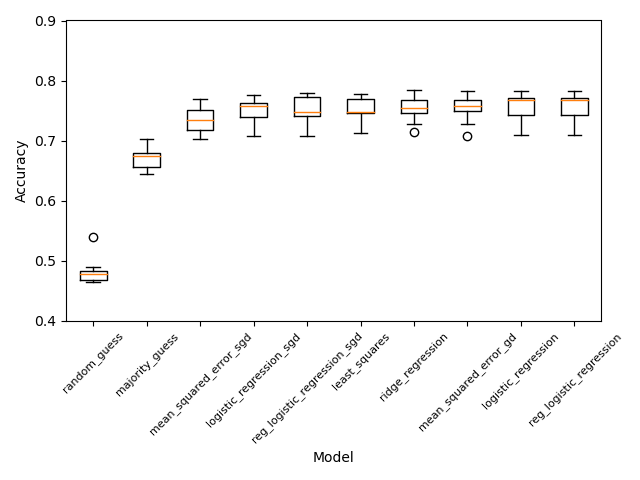 0.9
0.8
0.7
0.6
0.5
0.4
Accuracy
random_guess
majority_guess
mean_squared_error_sgd
logistic_regression_sgd
reg_logistic_regression_sgd
least_squares
ridge_regression
mean_squared_error_gd
logistic_regression
reg_logistic_regression
Model